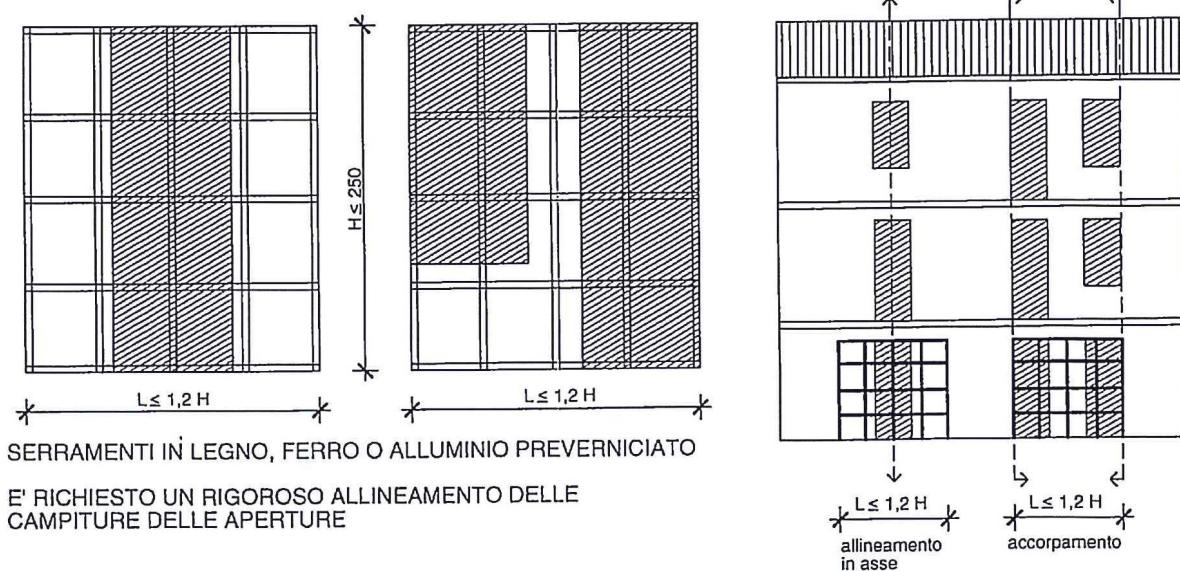 H ≤ 250
L ≤ 1,2 H
L ≤ 1,2 H
SERRAMENTI IN LEGNO, FERRO O ALLUMINIO PREVERNICIATO
E' RICHIESTO UN RIGOROSO ALLINEAMENTO DELLE
CAMPITURE DELLE APERTURE
L ≤ 1,2 H
L ≤ 1,2 H
allineamento
in asse
accorpamento